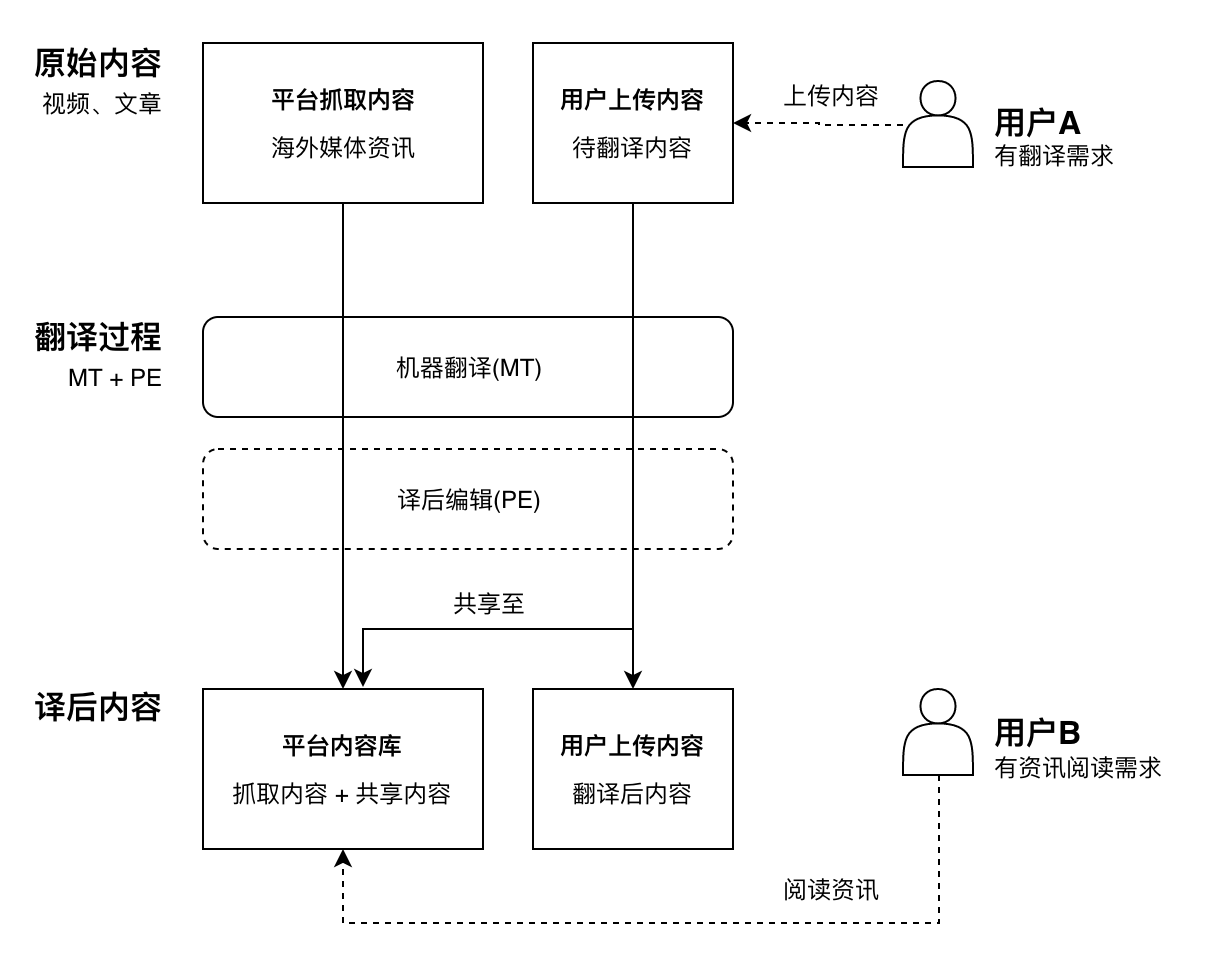 原始内容
视频、文章
平台抓取内容
海外媒体资讯
用户上传内容
待翻译内容
上传内容
用户A
有翻译需求
翻译过程
MT + PE
机器翻译(MT)
译后编辑(PE)
共享至
译后内容
平台内容库
抓取内容 + 共享内容
用户上传内容
翻译后内容
用户B
有资讯阅读需求
阅读资讯